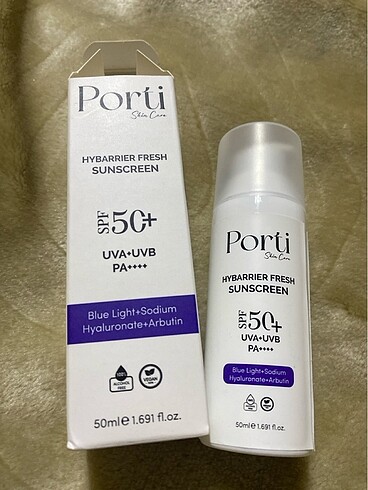 Porti
Skin Care
HYBARRIER FRESH
SUNSCREEN
SPF 50+
UVA+UVB
PA++++
Blue Light+Sodium
Hyaluronate+Arbutin
100%
ALCOHOL
FREE
VEGAN
50ml e 1.691 fl.oz.
Porti
Skin Care
HYBARRIER FRESH
SUNSCREEN
SPF 50+
UVA+UVB
PA++++
Blue Light+Sodium
Hyaluronate+Arbutin
50ml e 1.691 fl.oz.